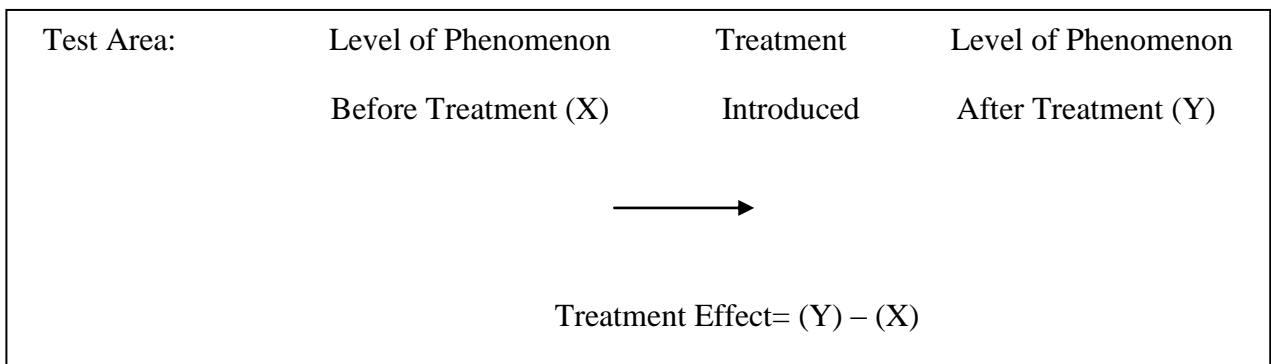 Test Area: Level of Phenomenon Treatment Level of Phenomenon
Before Treatment (X) Introduced After Treatment (Y)
Treatment Effect= (Y) – (X)